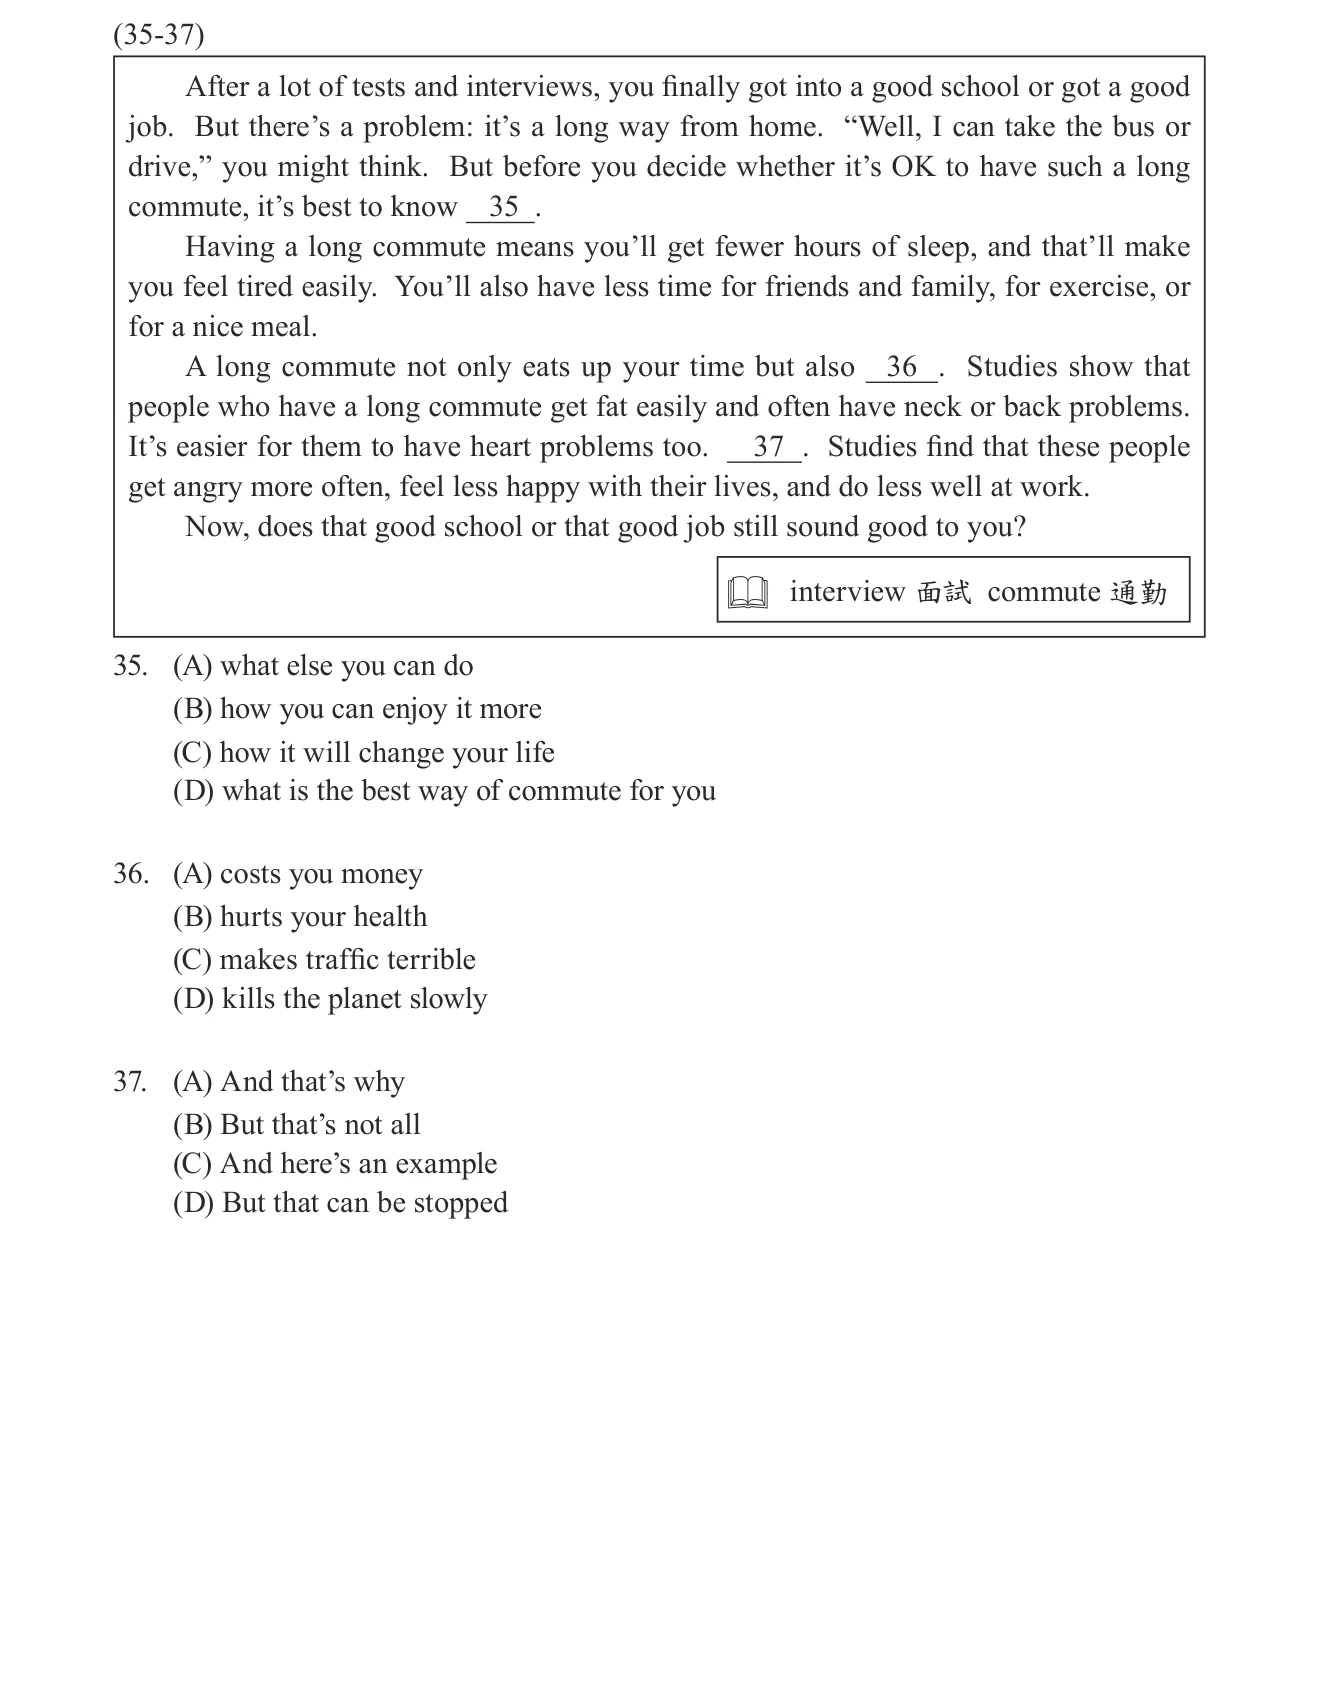 (35-37)
After a lot of tests and interviews, you finally got into a good school or got a good
job. But there’s a problem: it’s a long way from home. “Well, I can take the bus or
drive,” you might think. But before you decide whether it’s OK to have such a long
commute, it’s best to know 35 .
Having a long commute means you’ll get fewer hours of sleep, and that’ll make
you feel tired easily. You’ll also have less time for friends and family, for exercise, or
for a nice meal.
A long commute not only eats up your time but also 36 . Studies show that
people who have a long commute get fat easily and often have neck or back problems.
It’s easier for them to have heart problems too. 37 . Studies find that these people
get angry more often, feel less happy with their lives, and do less well at work.
Now, does that good school or that good job still sound good to you?
interview 面試 commute 通勤
35. (A) what else you can do
(B) how you can enjoy it more
(C) how it will change your life
(D) what is the best way of commute for you
36. (A) costs you money
(B) hurts your health
(C) makes traffic terrible
(D) kills the planet slowly
37. (A) And that’s why
(B) But that’s not all
(C) And here’s an example
(D) But that can be stopped